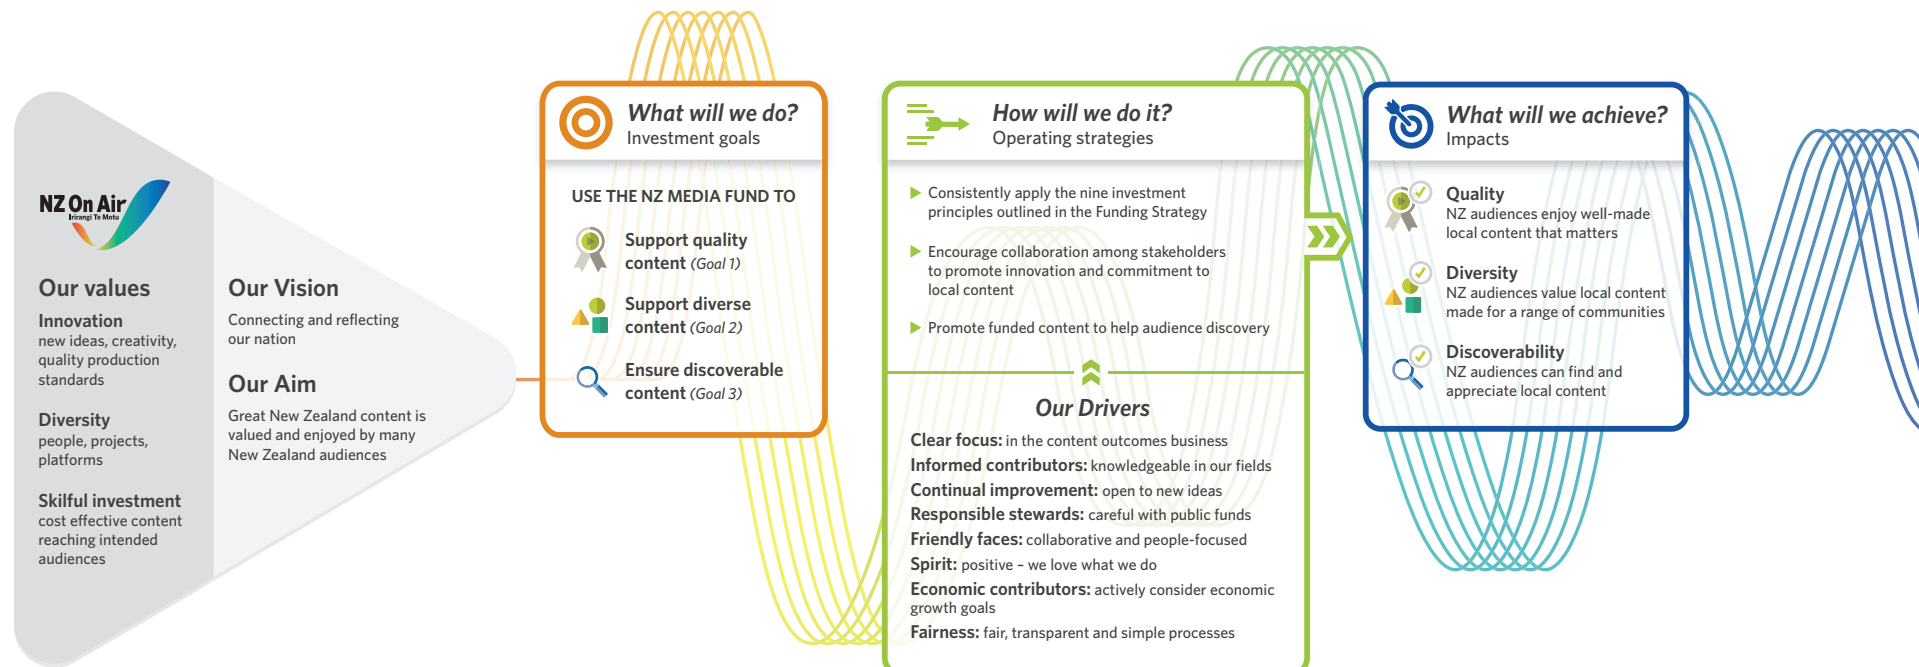 NZ On Air
Irirangi Te Motu
Our values
Innovation
new ideas, creativity,
quality production
standards
Diversity
people, projects,
platforms
Skilful investment
cost effective content
reaching intended
audiences
Our Vision
Connecting and reflecting
our nation
Our Aim
Great New Zealand content is
valued and enjoyed by many
New Zealand audiences
What will we do?
Investment goals
USE THE NZ MEDIA FUND TO
Support quality
content (Goal 1)
Support diverse
content (Goal 2)
Ensure discoverable
content (Goal 3)
How will we do it?
Operating strategies
Consistently apply the nine investment
principles outlined in the Funding Strategy
Encourage collaboration among stakeholders
to promote innovation and commitment to
local content
Promote funded content to help audience discovery
Our Drivers
Clear focus: in the content outcomes business
Informed contributors: knowledgeable in our fields
Continual improvement: open to new ideas
Responsible stewards: careful with public funds
Friendly faces: collaborative and people-focused
Spirit: positive – we love what we do
Economic contributors: actively consider economic
growth goals
Fairness: fair, transparent and simple processes
What will we achieve?
Impacts
Quality
NZ audiences enjoy well-made
local content that matters
Diversity
NZ audiences value local content
made for a range of communities
Discoverability
NZ audiences can find and
appreciate local content